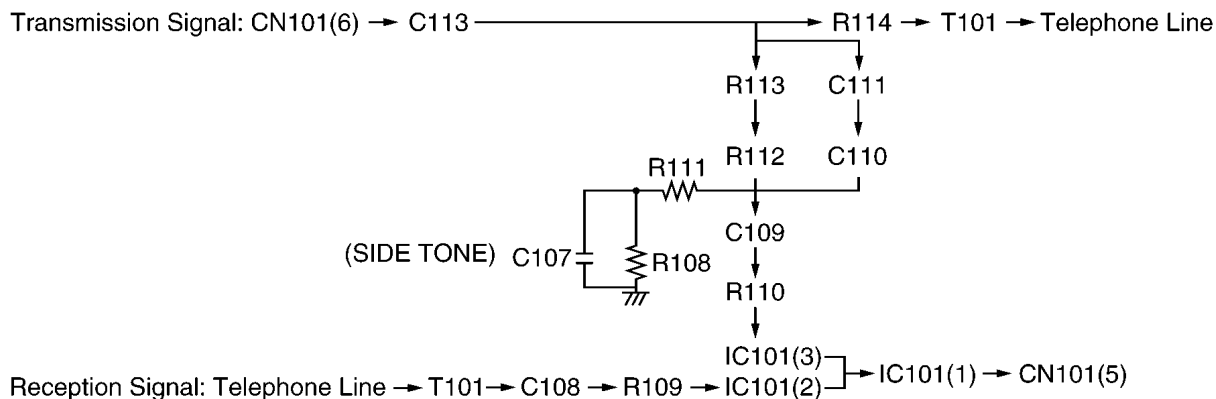 Transmission Signal: CN101(6) → C113 → R114 → T101 → Telephone Line
R113 C111
R112 C110
R111
C109
(SIDE TONE) C107 R108
R110
IC101(3)
IC101(1) → CN101(5)
Reception Signal: Telephone Line → T101 → C108 → R109 → IC101(2)